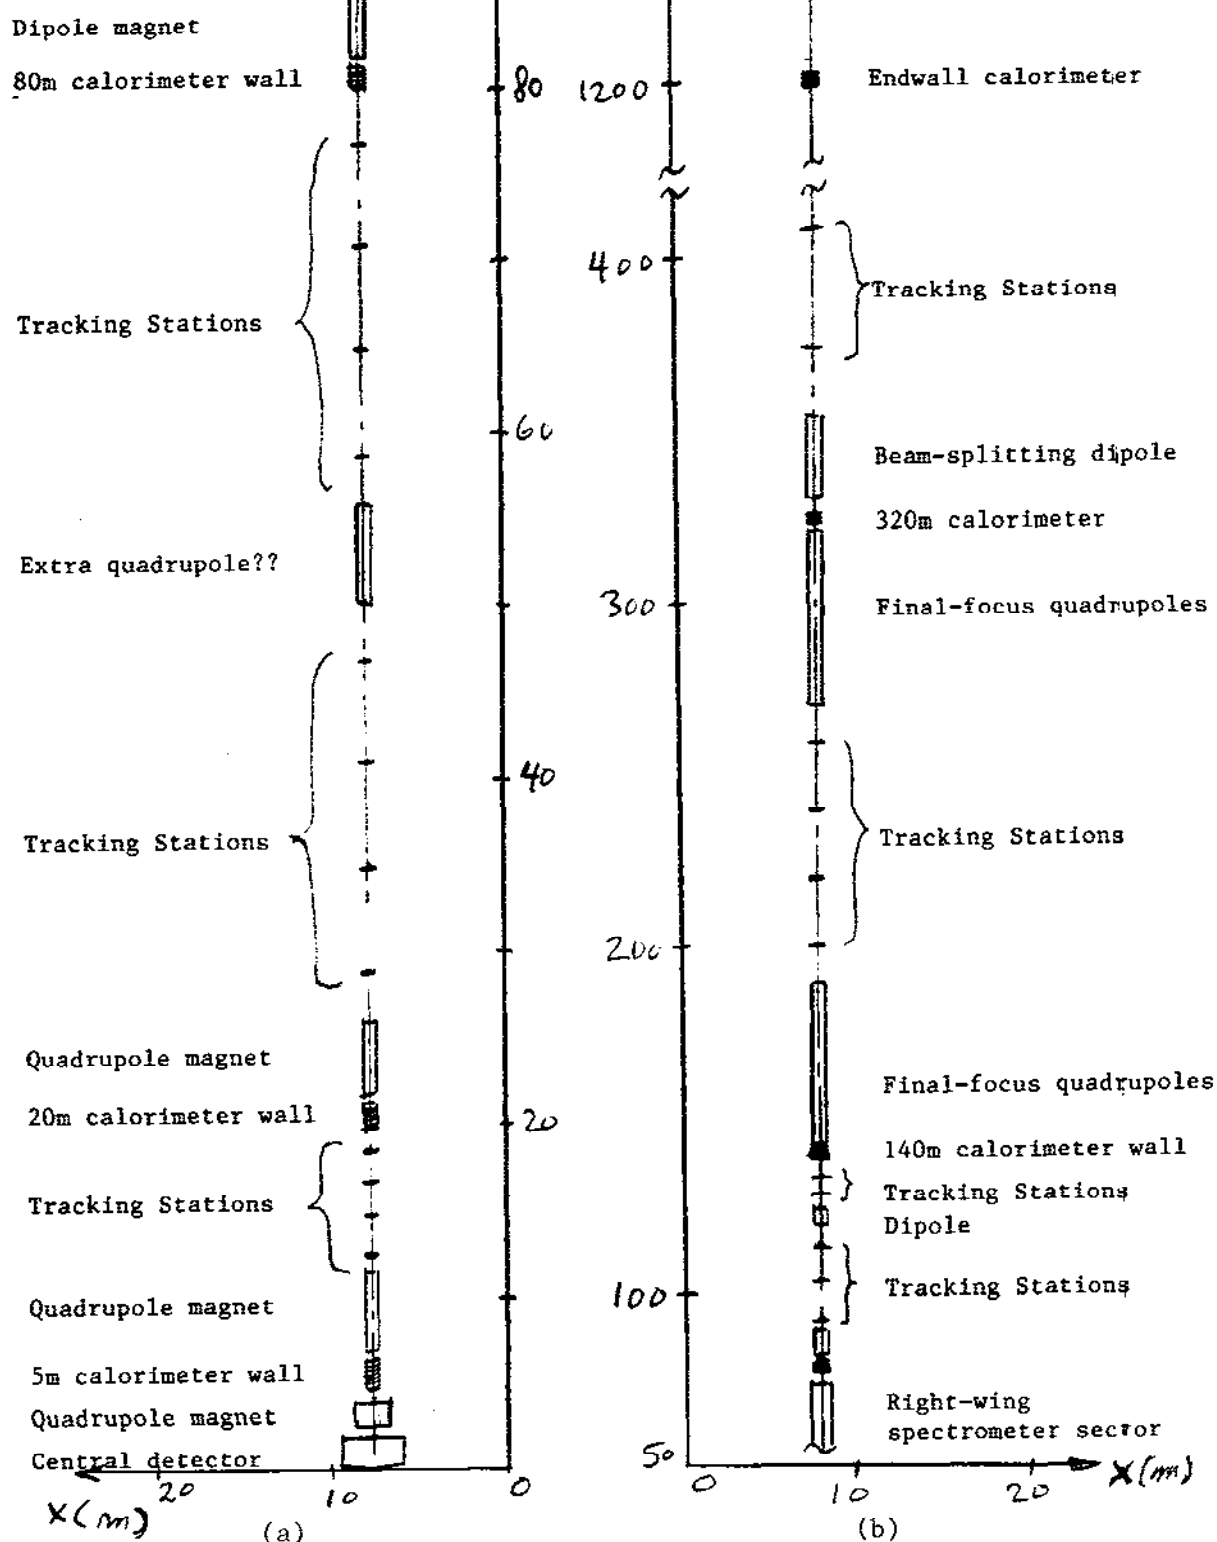 Dipole magnet
80m calorimeter wall
80
Tracking Stations
60
Extra quadrupole??
40
Tracking Stations
Quadrupole magnet
20m calorimeter wall
20
Tracking Stations
Quadrupole magnet
5m calorimeter wall
Quadrupole magnet
Central detector
20
10
0
X(m)
(a)
1200
Endwall calorimeter
400
Tracking Stations
Beam-splitting dipole
320m calorimeter
300
Final-focus quadrupoles
Tracking Stations
200
Final-focus quadrupoles
140m calorimeter wall
Tracking Stations
Dipole
Tracking Stations
100
Right-wing
spectrometer sector
50
0
10
20
X(m)
(b)